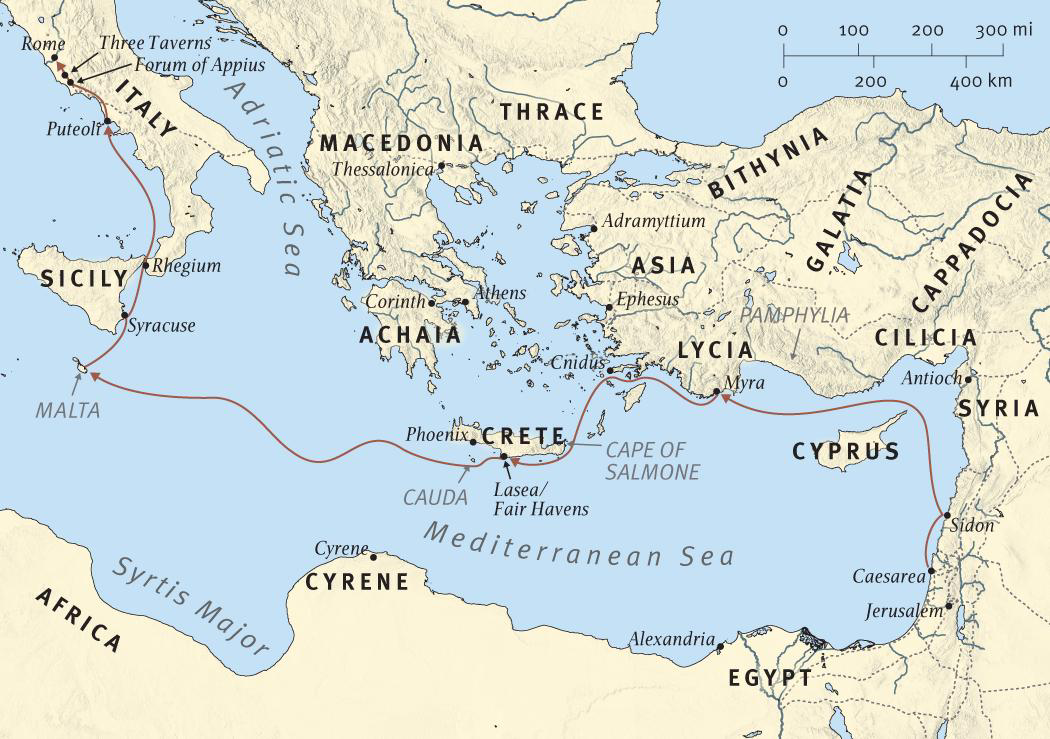 0 100 200 300 mi
0 200 400 km
Rome
Three Taverns
Forum of Appius
ITALY
Puteoli
Adriatic Sea
THRACE
MACEDONIA
Thessalonica
BITHYNIA
GALATIA
CAPPADOCIA
Adramyttium
ASIA
SICILY
Rhegium
Corinth
Athens
Ephesus
PAMPHYLIA
Syracuse
ACHAIA
LYCIA
CILICIA
Cnidus
Myra
Antioch
MALTA
SYRIA
Phoenix
CRETE
CAPE OF
SALMONE
CYPRUS
CAUDA
Lasea/
Fair Havens
Sidon
Mediterranean Sea
Cyrene
CYRENE
Syrtis Major
Caesarea
AFRICA
Jerusalem
Alexandria
EGYPT